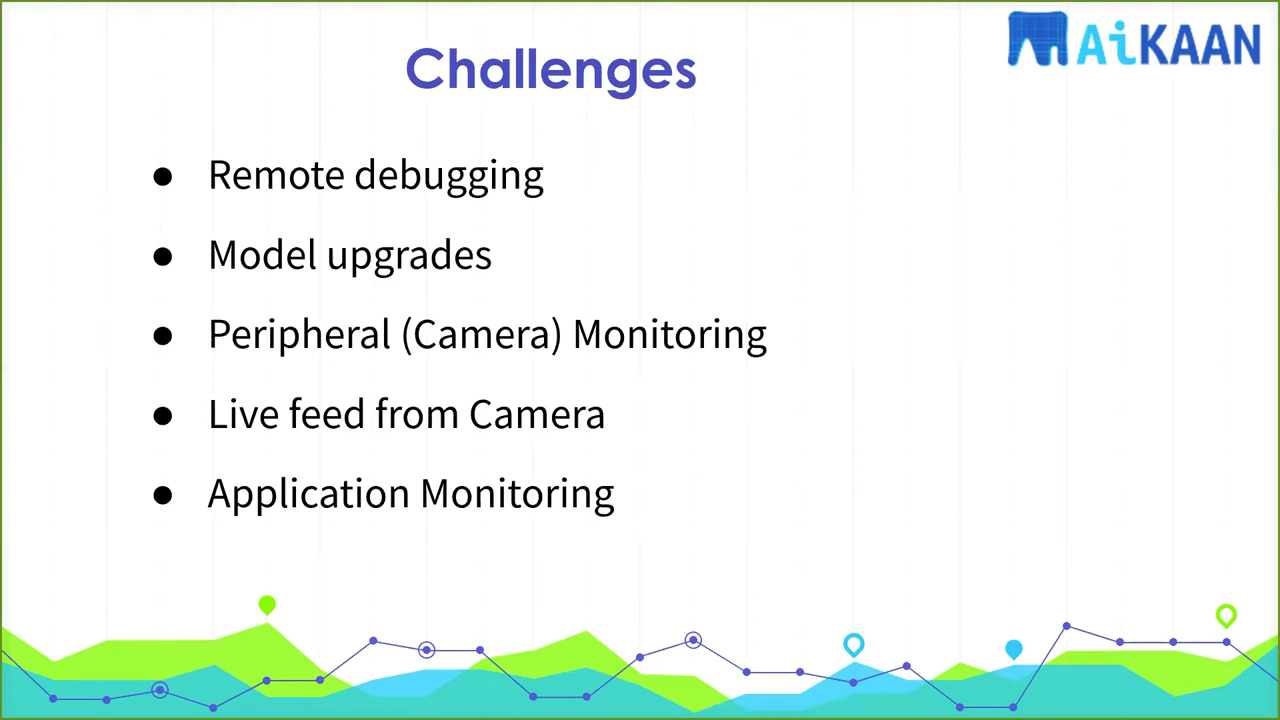 AiKAAN
Challenges
● Remote debugging
● Model upgrades
● Peripheral (Camera) Monitoring
● Live feed from Camera
● Application Monitoring